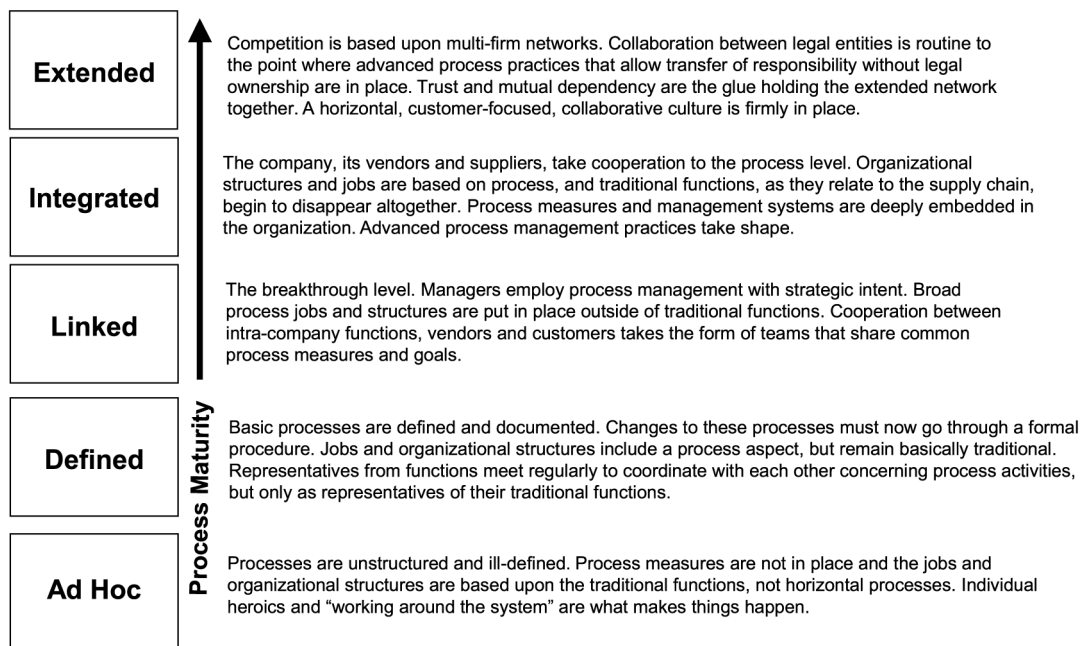 Extended
Competition is based upon multi-firm networks. Collaboration between legal entities is routine to
the point where advanced process practices that allow transfer of responsibility without legal
ownership are in place. Trust and mutual dependency are the glue holding the extended network
together. A horizontal, customer-focused, collaborative culture is firmly in place.
Integrated
The company, its vendors and suppliers, take cooperation to the process level. Organizational
structures and jobs are based on process, and traditional functions, as they relate to the supply chain,
begin to disappear altogether. Process measures and management systems are deeply embedded in
the organization. Advanced process management practices take shape.
Linked
The breakthrough level. Managers employ process management with strategic intent. Broad
process jobs and structures are put in place outside of traditional functions. Cooperation between
intra-company functions, vendors and customers takes the form of teams that share common
process measures and goals.
Process Maturity
Defined
Basic processes are defined and documented. Changes to these processes must now go through a formal
procedure. Jobs and organizational structures include a process aspect, but remain basically traditional.
Representatives from functions meet regularly to coordinate with each other concerning process activities,
but only as representatives of their traditional functions.
Ad Hoc
Processes are unstructured and ill-defined. Process measures are not in place and the jobs and
organizational structures are based upon the traditional functions, not horizontal processes. Individual
heroics and “working around the system” are what makes things happen.